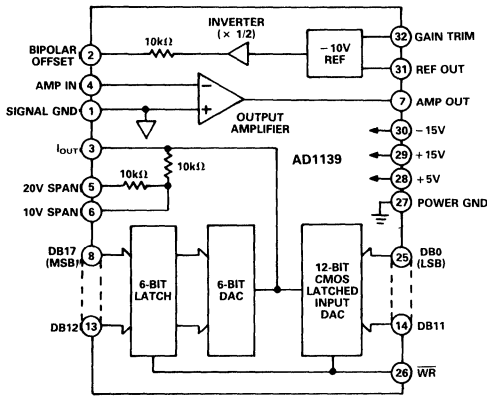 INVERTER
(× 1/2)
BIPOLAR
OFFSET
2
10kΩ
−10V
REF
32
GAIN TRIM
31
REF OUT
AMP IN
4
−
+
SIGNAL GND
1
OUTPUT
AMPLIFIER
7
AMP OUT
30
−15V
IOUT
3
10kΩ
AD1139
29
+15V
20V SPAN
5
10kΩ
28
+5V
10V SPAN
6
27
POWER GND
DB17
(MSB)
8
6-BIT
LATCH
6-BIT
DAC
12-BIT
CMOS
LATCHED
INPUT
DAC
25
DB0
(LSB)
DB12
13
14
DB11
26
WR